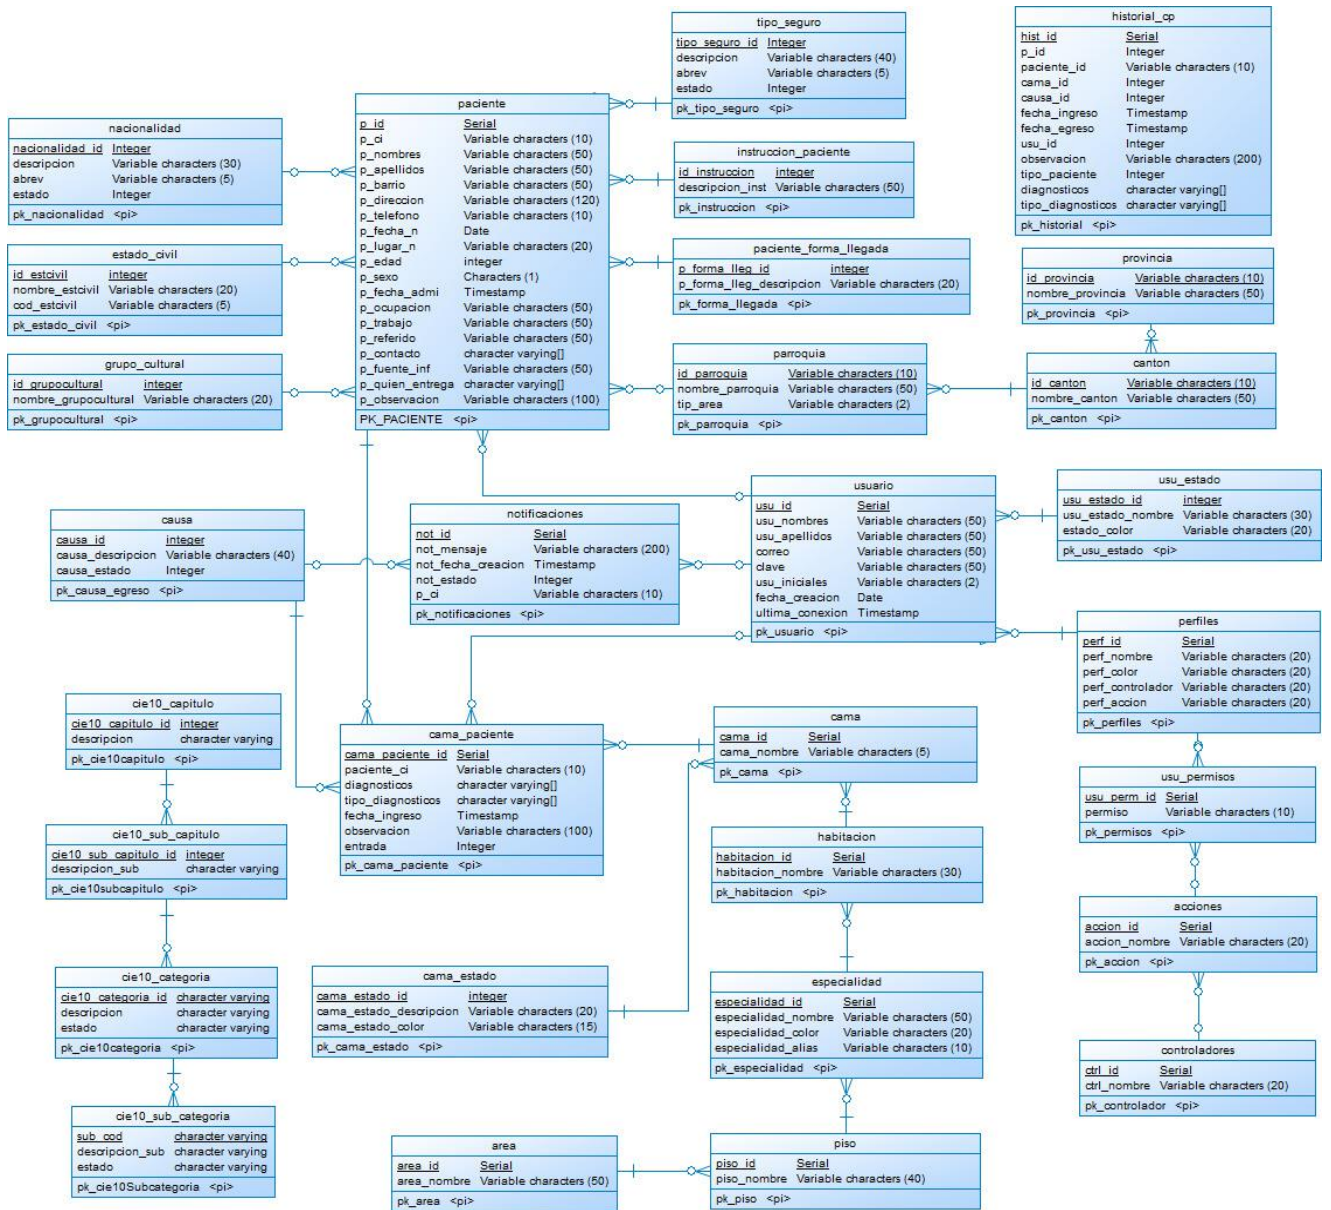 tipo_seguro
tipo_seguro_id Integer
descripcion Variable characters (40)
abrev Variable characters (5)
estado Integer
pk_tipo_seguro <pi>
historial_cp
hist_id Serial
p_id Integer
paciente_id Variable characters (10)
cama_id Integer
causa_id Integer
fecha_ingreso Timestamp
fecha_egreso Timestamp
usu_id Integer
observacion Variable characters (200)
tipo_paciente Integer
diagnosticos character varying[]
tipo_diagnosticos character varying[]
pk_historial <pi>
paciente
p_id Serial
p_ci Variable characters (10)
p_nombres Variable characters (50)
p_apellidos Variable characters (50)
p_barrio Variable characters (50)
p_direccion Variable characters (120)
p_telefono Variable characters (10)
p_fecha_n Date
p_lugar_n Variable characters (20)
p_edad integer
p_sexo Characters (1)
p_fecha_admi Timestamp
p_ocupacion Variable characters (50)
p_trabajo Variable characters (50)
p_referido Variable characters (50)
p_contacto character varying[]
p_fuente_inf Variable characters (50)
p_quien_entrega character varying[]
p_observacion Variable characters (100)
PK_PACIENTE <pi>
nacionalidad
nacionalidad_id Integer
descripcion Variable characters (30)
abrev Variable characters (5)
estado Integer
pk_nacionalidad <pi>
instruccion_paciente
id_instruccion integer
descripcion_inst Variable characters (50)
pk_instruccion <pi>
estado_civil
id_estcivil integer
nombre_estcivil Variable characters (20)
cod_estcivil Variable characters (5)
pk_estado_civil <pi>
paciente_forma_llegada
p_forma_lleg_id integer
p_forma_lleg_descripcion Variable characters (20)
pk_forma_llegada <pi>
provincia
id_provincia Variable characters (10)
nombre_provincia Variable characters (50)
pk_provincia <pi>
grupo_cultural
id_grupocultural integer
nombre_grupocultural Variable characters (20)
pk_grupocultural <pi>
parroquia
id_parroquia Variable characters (10)
nombre_parroquia Variable characters (50)
tip_area Variable characters (2)
pk_parroquia <pi>
canton
id_canton Variable characters (10)
nombre_canton Variable characters (50)
pk_canton <pi>
causa
causa_id integer
causa_descripcion Variable characters (40)
causa_estado Integer
pk_causa_egreso <pi>
notificaciones
not_id Serial
not_mensaje Variable characters (200)
not_fecha_creacion Timestamp
not_estado Integer
p_ci Variable characters (10)
pk_notificaciones <pi>
usuario
usu_id Serial
usu_nombres Variable characters (50)
usu_apellidos Variable characters (50)
correo Variable characters (50)
clave Variable characters (50)
usu_iniciales Variable characters (2)
fecha_creacion Date
ultima_conexion Timestamp
pk_usuario <pi>
usu_estado
usu_estado_id integer
usu_estado_nombre Variable characters (30)
estado_color Variable characters (20)
pk_usu_estado <pi>
perfiles
perf_id Serial
perf_nombre Variable characters (20)
perf_color Variable characters (20)
perf_controlador Variable characters (20)
perf_accion Variable characters (20)
pk_perfiles <pi>
cie10_capitulo
cie10_capitulo_id integer
descripcion character varying
pk_cie10capitulo <pi>
cama_paciente
cama_paciente_id Serial
paciente_ci Variable characters (10)
diagnosticos character varying[]
tipo_diagnosticos character varying[]
fecha_ingreso Timestamp
observacion Variable characters (100)
entrada Integer
pk_cama_paciente <pi>
cama
cama_id Serial
cama_nombre Variable characters (5)
pk_cama <pi>
usu_permisos
usu_perm_id Serial
permiso Variable characters (10)
pk_permisos <pi>
cie10_sub_capitulo
cie10_sub_capitulo_id integer
descripcion_sub character varying
pk_cie10subcapitulo <pi>
habitacion
habitacion_id Serial
habitacion_nombre Variable characters (30)
pk_habitacion <pi>
acciones
accion_id Serial
accion_nombre Variable characters (20)
pk_accion <pi>
cie10_categoria
cie10_categoria_id character varying
descripcion character varying
estado character varying
pk_cie10categoria <pi>
cama_estado
cama_estado_id integer
cama_estado_descripcion Variable characters (20)
cama_estado_color Variable characters (15)
pk_cama_estado <pi>
especialidad
especialidad_id Serial
especialidad_nombre Variable characters (50)
especialidad_color Variable characters (20)
especialidad_alias Variable characters (10)
pk_especialidad <pi>
controladores
ctrl_id Serial
ctrl_nombre Variable characters (20)
pk_controlador <pi>
cie10_sub_categoria
sub_cod character varying
descripcion_sub character varying
estado character varying
pk_cie10Subcategoria <pi>
area
area_id Serial
area_nombre Variable characters (50)
pk_area <pi>
piso
piso_id Serial
piso_nombre Variable characters (40)
pk_piso <pi>